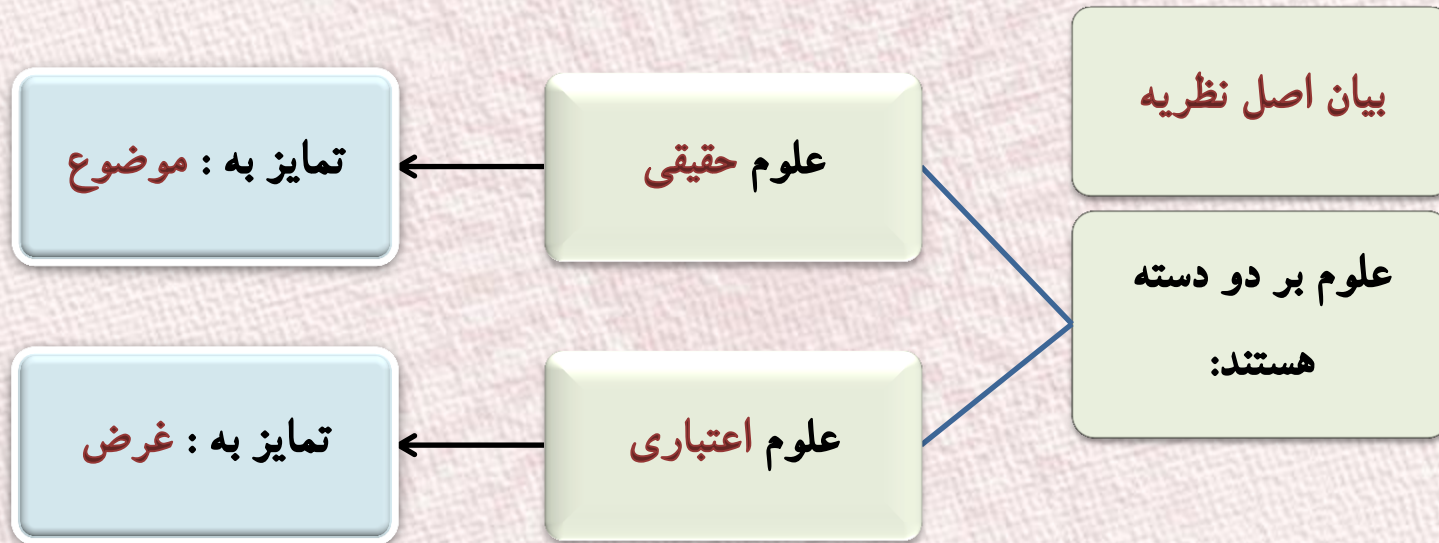 بیان اصل نظریه
علوم بر دو دسته
هستند:
علوم حقیقی
تمایز به : موضوع
علوم اعتباری
تمایز به : غرض